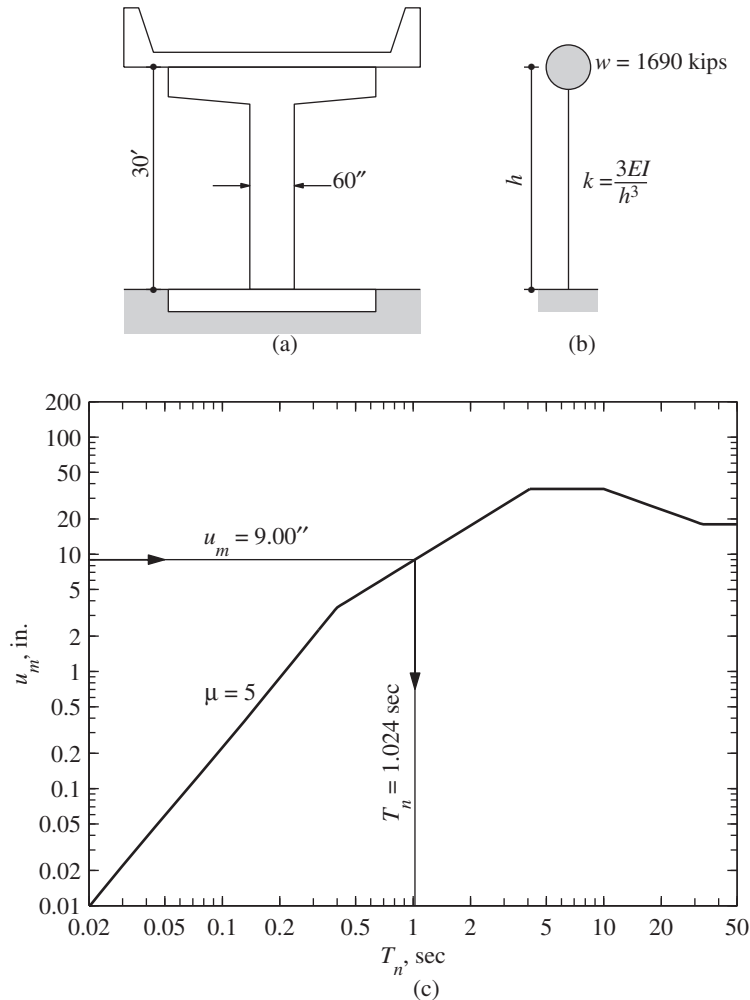 30′
60″
(a)
w = 1690 kips
h
k = 3EI/h³
(b)
200
100
50
20
10
5
2
1
0.5
0.2
0.1
0.05
0.02
0.01
u_m, in.
u_m = 9.00″
μ = 5
T_n = 1.024 sec
0.02 0.05 0.1 0.2 0.5 1 2 5 10 20 50
T_n, sec
(c)